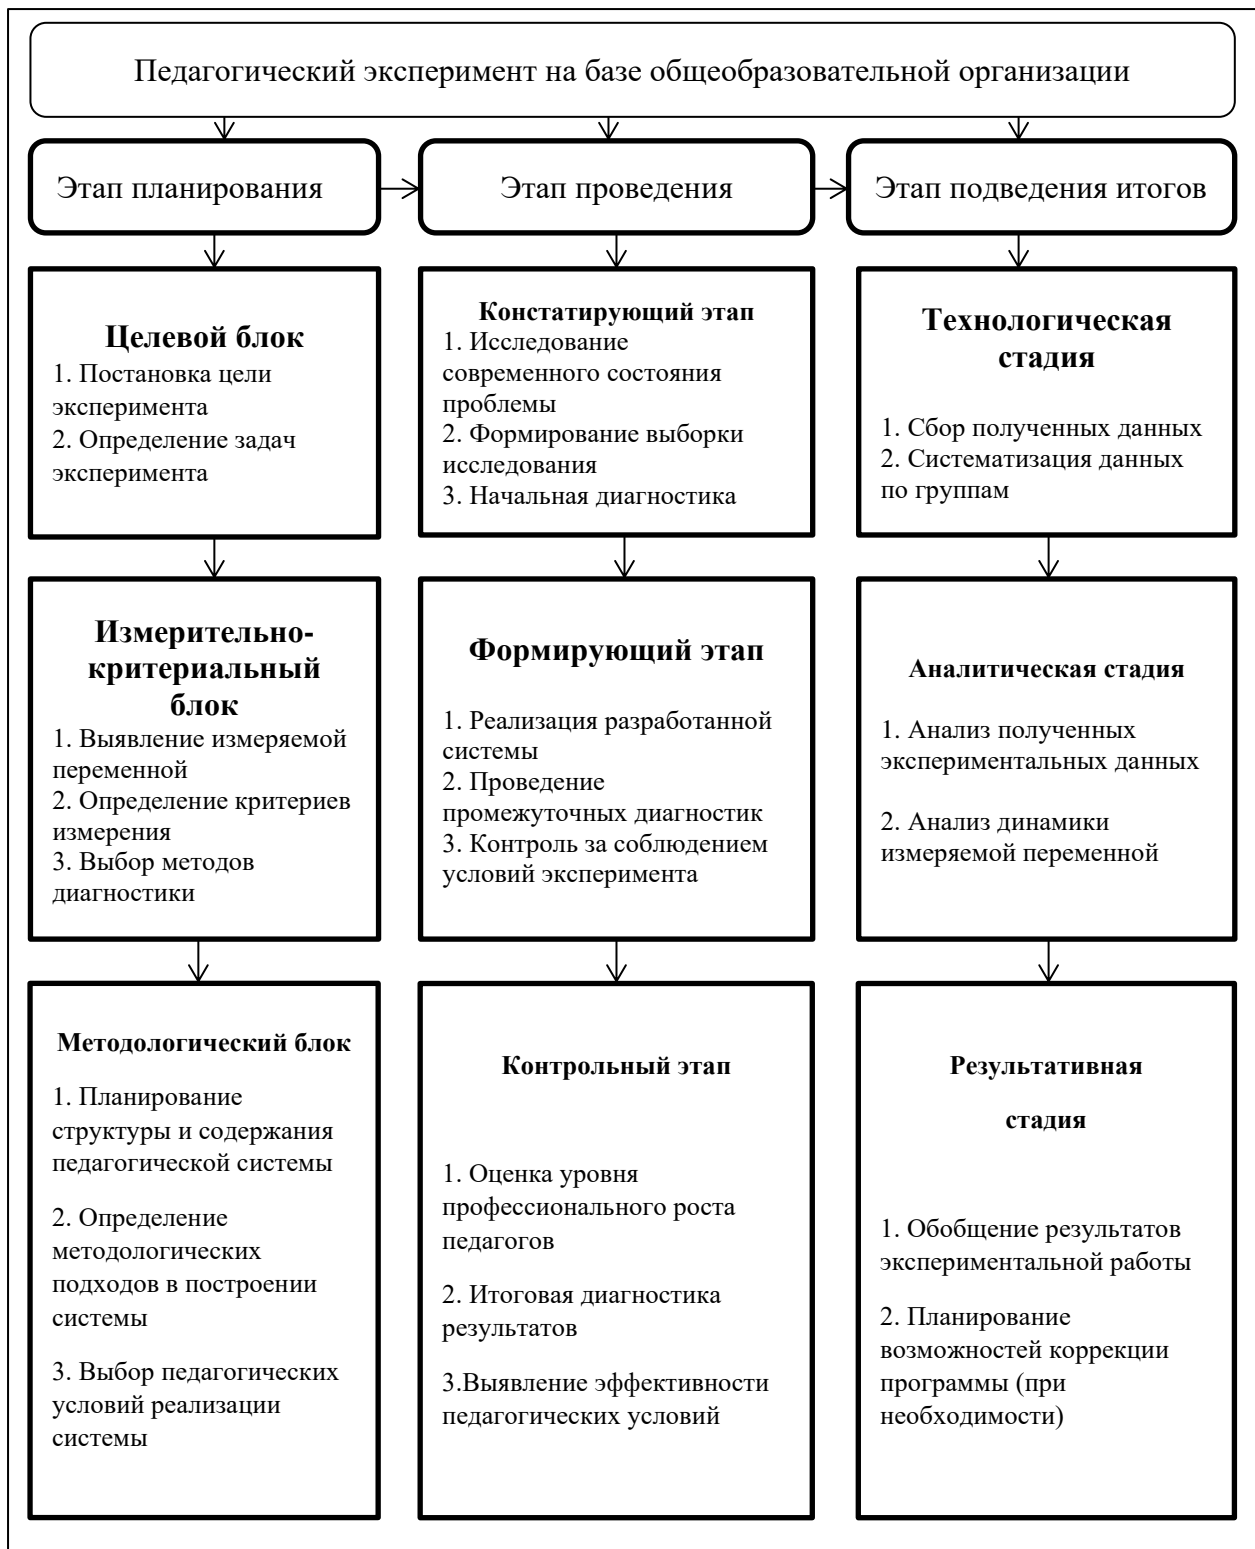 Педагогический эксперимент на базе общеобразовательной организации
Этап планирования
Этап проведения
Этап подведения итогов
Целевой блок
1. Постановка цели
эксперимента
2. Определение задач
эксперимента
Констатирующий этап
1. Исследование
современного состояния
проблемы
2. Формирование выборки
исследования
3. Начальная диагностика
Технологическая
стадия
1. Сбор полученных данных
2. Систематизация данных
по группам
Измерительно-
критериальный
блок
1. Выявление измеряемой
переменной
2. Определение критериев
измерения
3. Выбор методов
диагностики
Формирующий этап
1. Реализация разработанной
системы
2. Проведение
промежуточных диагностик
3. Контроль за соблюдением
условий эксперимента
Аналитическая стадия
1. Анализ полученных
экспериментальных данных
2. Анализ динамики
измеряемой переменной
Методологический блок
1. Планирование
структуры и содержания
педагогической системы
2. Определение
методологических
подходов в построении
системы
3. Выбор педагогических
условий реализации
системы
Контрольный этап
1. Оценка уровня
профессионального роста
педагогов
2. Итоговая диагностика
результатов
3.Выявление эффективности
педагогических условий
Результативная
стадия
1. Обобщение результатов
экспериментальной работы
2. Планирование
возможностей коррекции
программы (при
необходимости)